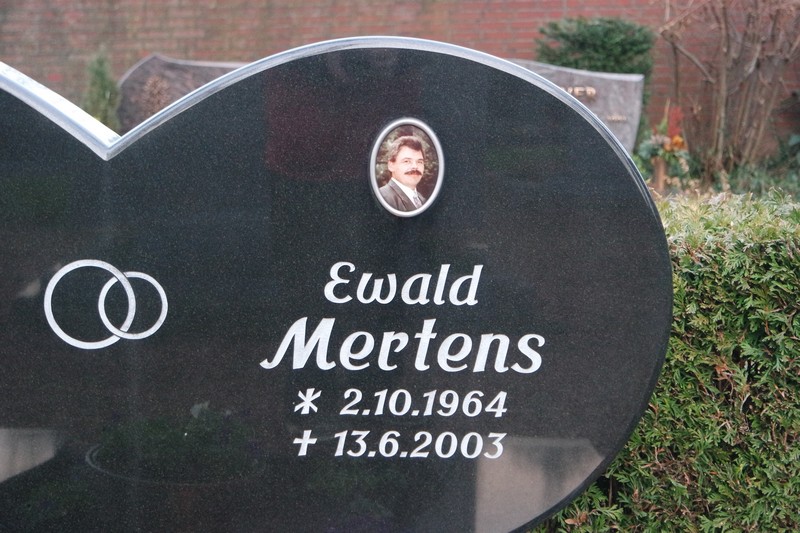 Ewald
Mertens
* 2.10.1964
† 13.6.2003